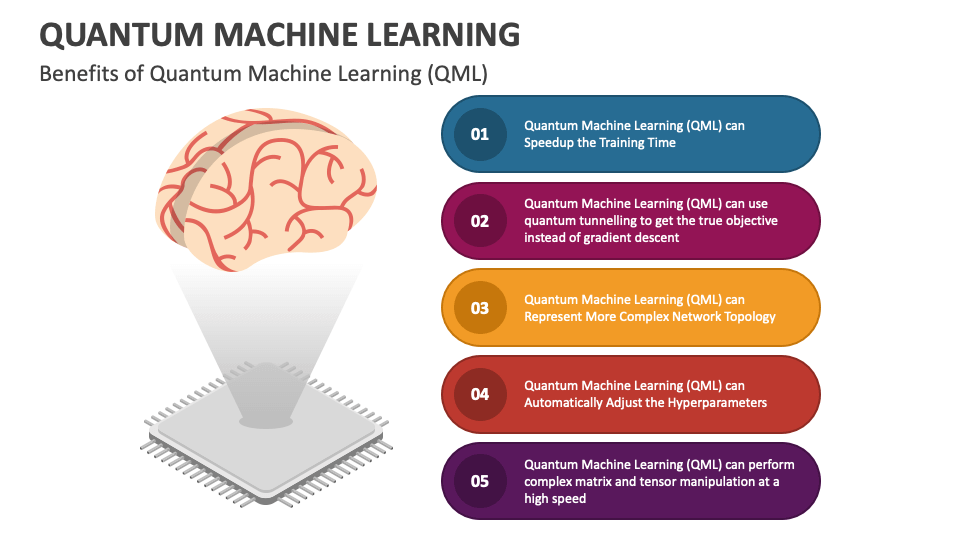 QUANTUM MACHINE LEARNING
Benefits of Quantum Machine Learning (QML)
01
Quantum Machine Learning (QML) can
Speedup the Training Time
02
Quantum Machine Learning (QML) can use
quantum tunnelling to get the true objective
instead of gradient descent
03
Quantum Machine Learning (QML) can
Represent More Complex Network Topology
04
Quantum Machine Learning (QML) can
Automatically Adjust the Hyperparameters
05
Quantum Machine Learning (QML) can perform
complex matrix and tensor manipulation at a
high speed